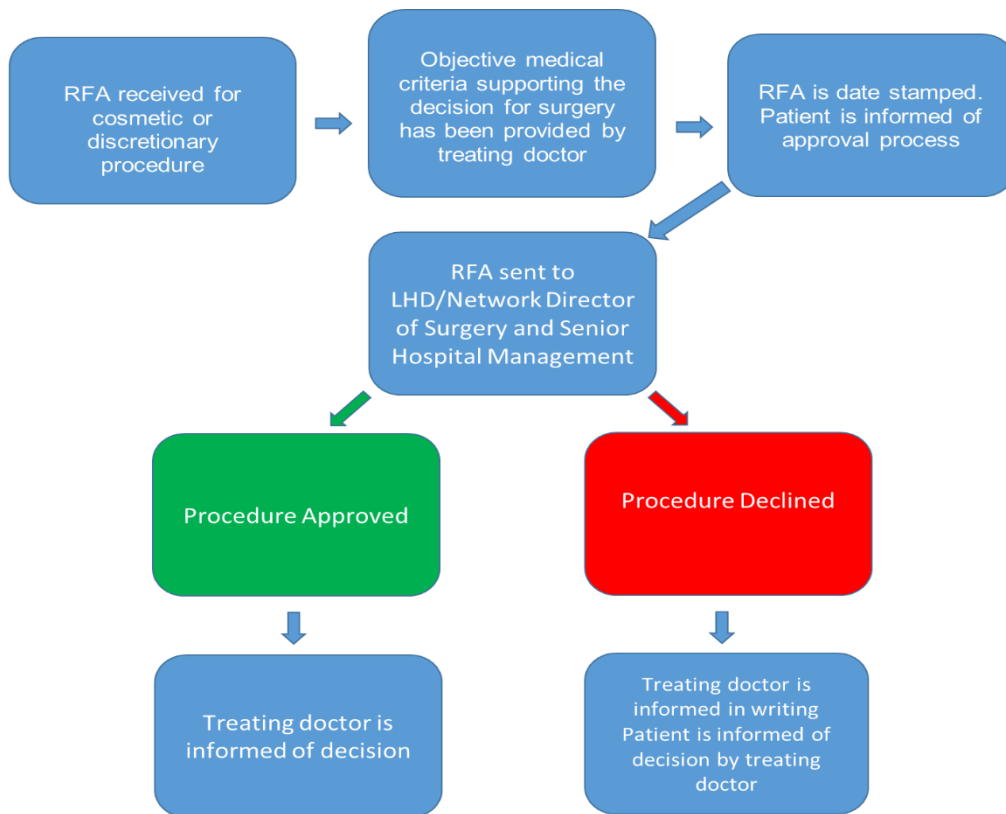 RFA received for
cosmetic or
discretionary
procedure
Objective medical
criteria supporting the
decision for surgery
has been provided by
treating doctor
RFA is date stamped.
Patient is informed of
approval process
RFA sent to
LHD/Network Director
of Surgery and Senior
Hospital Management
Procedure Approved
Procedure Declined
Treating doctor is
informed of decision
Treating doctor is
informed in writing
Patient is informed of
decision by treating
doctor